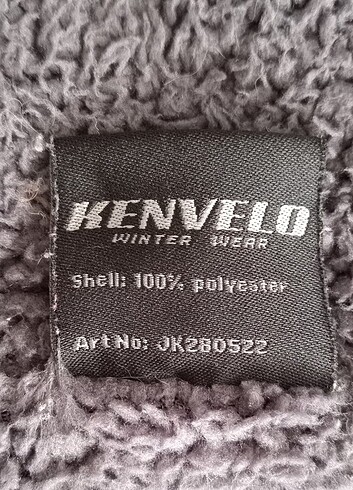 KENVELO
WINTER WEAR
Shell: 100% polyester
Art No: JK280522